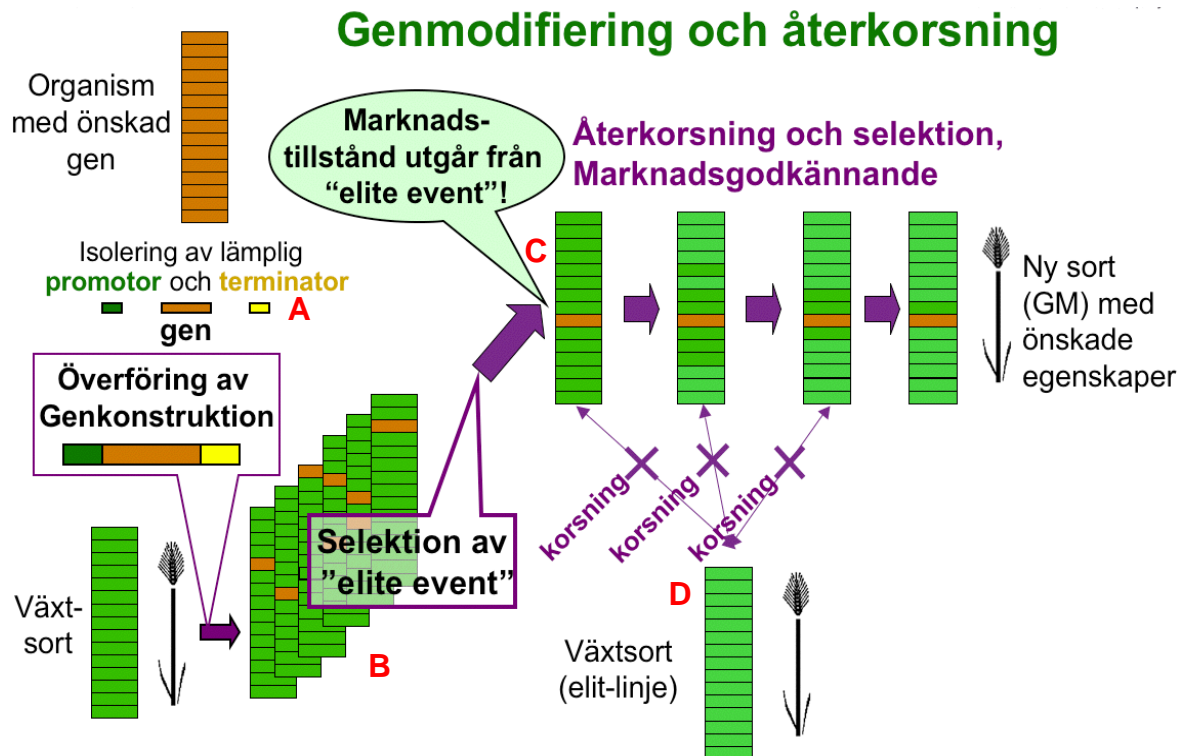 Genmodifiering och återkorsning
Organism
med önskad
gen
Marknads-
tillstånd utgår från
“elite event”!
Återkorsning och selektion,
Marknadsgodkännande
Isolering av lämplig
promotor och terminator
A
gen
C
Ny sort
(GM) med
önskade
egenskaper
Överföring av
Genkonstruktion
korsning
korsning
korsning
Selektion av
”elite event”
Växt-
sort
B
D
Växtsort
(elit-linje)